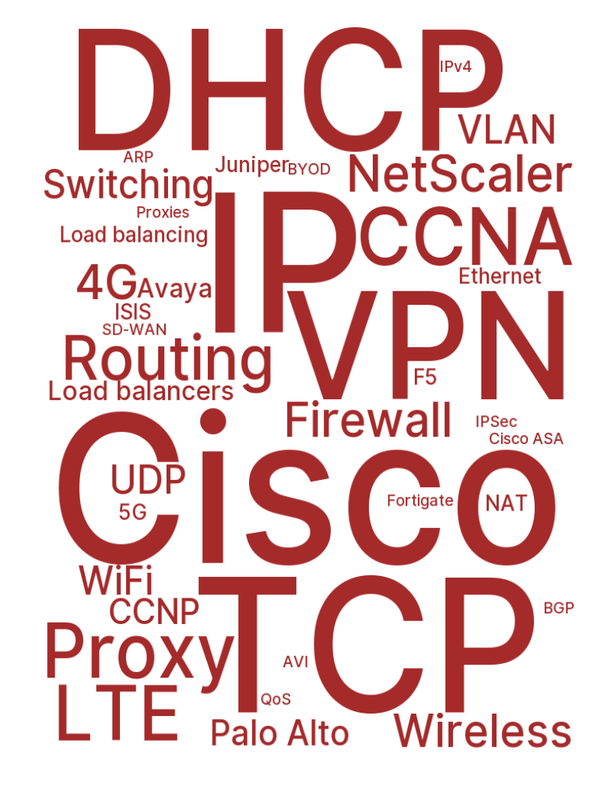 DHCP
IPv4
VLAN
ARP
Juniper
BYOD
NetScaler
Switching
IP
Proxies
CCNA
Load balancing
Ethernet
4G
Avaya
VPN
ISIS
SD-WAN
Routing
F5
Load balancers
Firewall
IPSec
Cisco ASA
Cisco
UDP
Fortigate
NAT
5G
WiFi
TCP
CCNP
BGP
Proxy
AVI
LTE
QoS
Palo Alto
Wireless